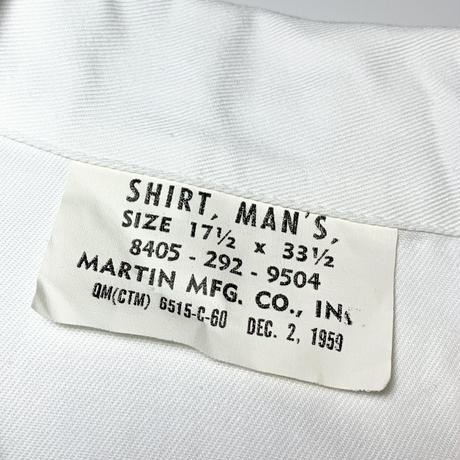 SHIRT, MAN'S,
SIZE 17½ x 33½
8405 - 292 - 9504
MARTIN MFG. CO., IN
QM(CTM) 6515-C-60 DEC. 2, 1959